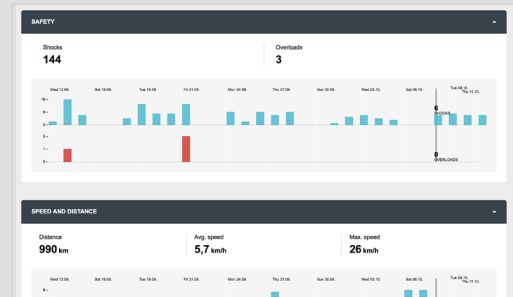 SAFETY
Shocks
144
Overloads
3
Wed 12.09. Sat 15.09. Tue 18.09. Fri 21.09. Mon 24.09. Thu 27.09. Sun 30.09. Wed 03.10. Sat 06.10. Tue 09.10. Thu 11.10.
6
SHOCKS
2
1
0
0
OVERLOADS
SPEED AND DISTANCE
Distance
990 km
Avg. speed
5,7 km/h
Max. speed
26 km/h
Wed 12.09. Sat 15.09. Tue 18.09. Fri 21.09. Mon 24.09. Thu 27.09. Sun 30.09. Wed 03.10. Sat 06.10. Tue 09.10. Thu 11.10.